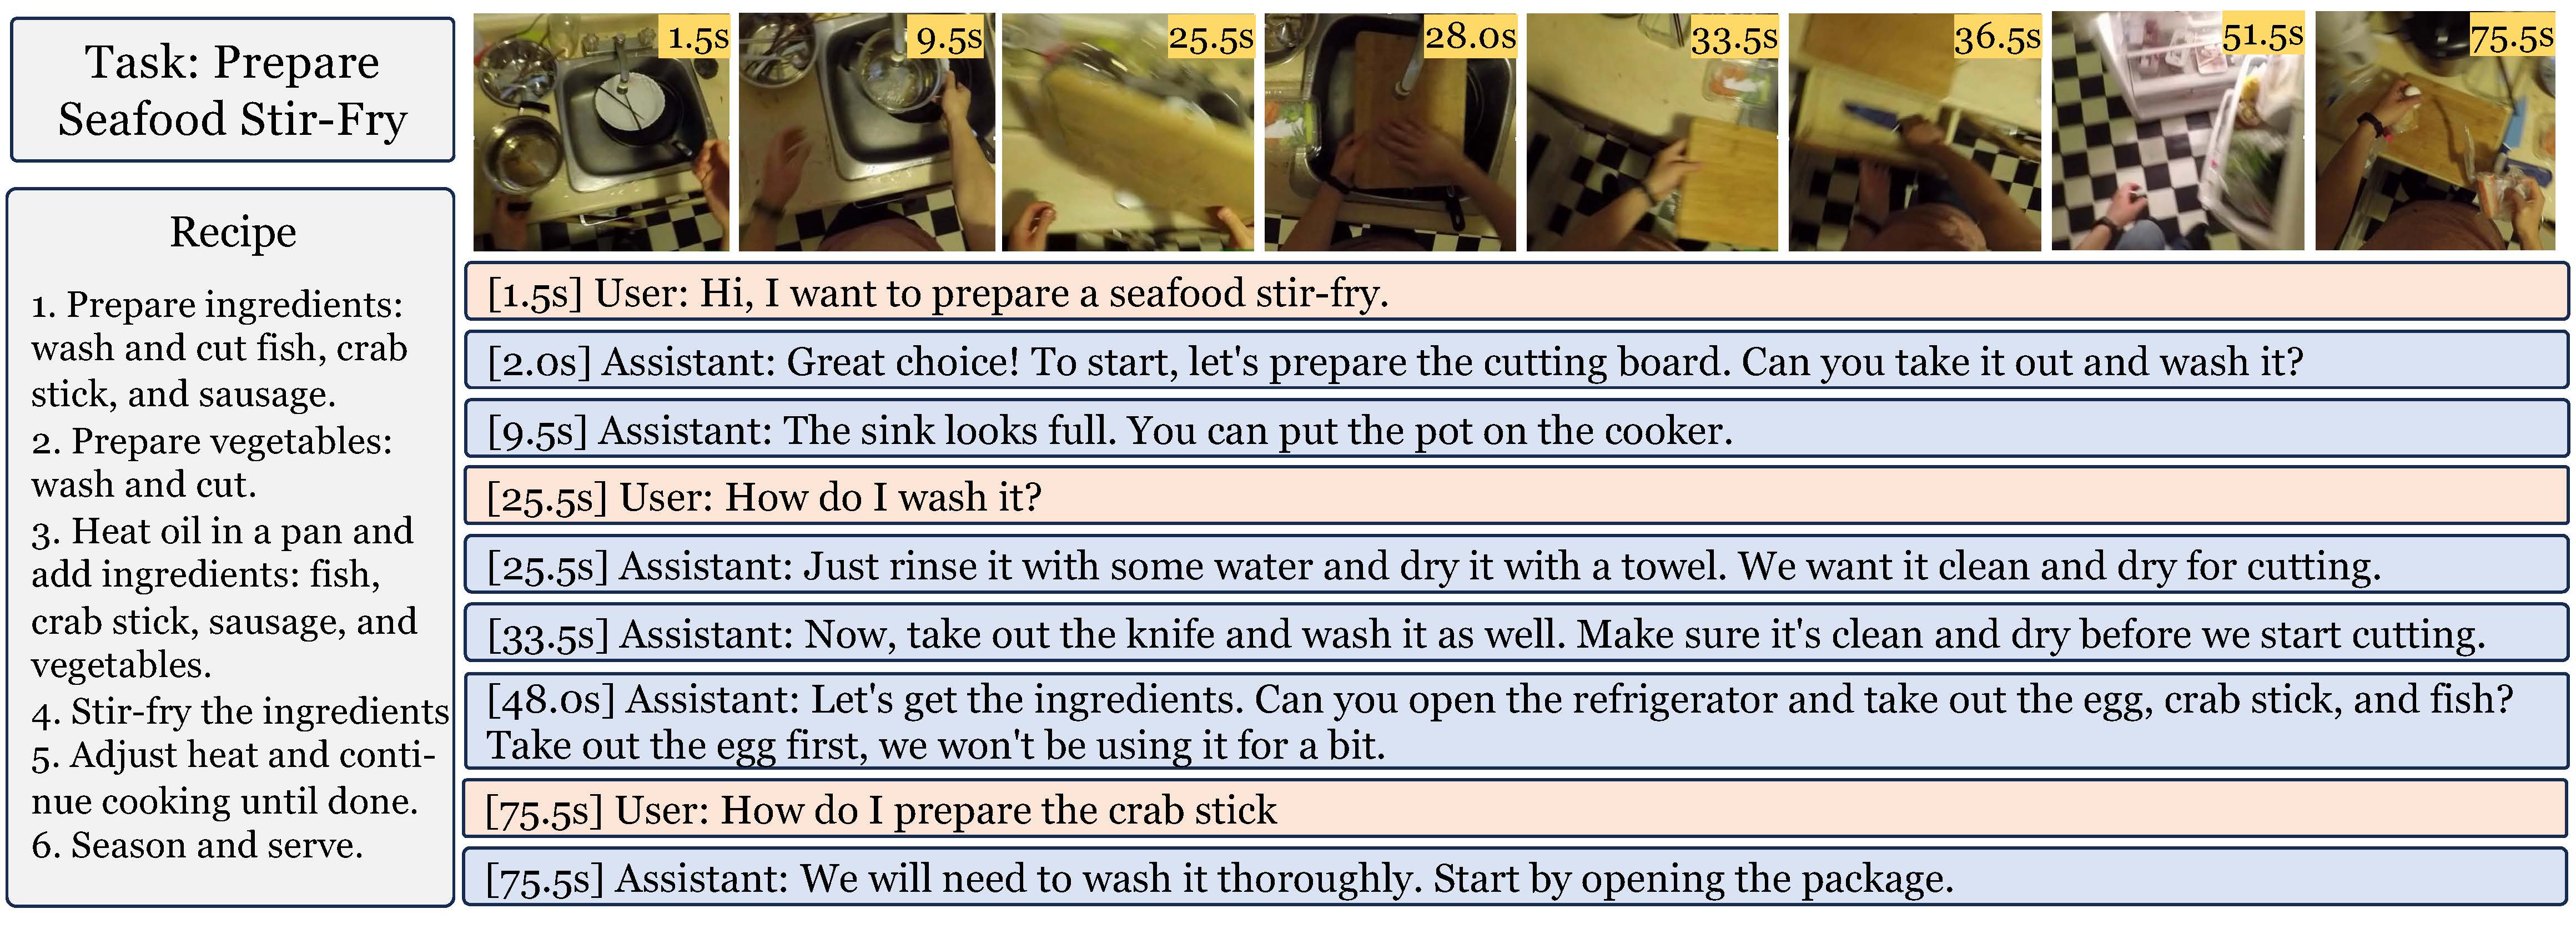 Task: Prepare
Seafood Stir-Fry
Recipe
1. Prepare ingredients:
wash and cut fish, crab
stick, and sausage.
2. Prepare vegetables:
wash and cut.
3. Heat oil in a pan and
add ingredients: fish,
crab stick, sausage, and
vegetables.
4. Stir-fry the ingredients
5. Adjust heat and conti-
nue cooking until done.
6. Season and serve.
1.5s
9.5s
25.5s
28.0s
33.5s
36.5s
51.5s
75.5s
[1.5s] User: Hi, I want to prepare a seafood stir-fry.
[2.0s] Assistant: Great choice! To start, let's prepare the cutting board. Can you take it out and wash it?
[9.5s] Assistant: The sink looks full. You can put the pot on the cooker.
[25.5s] User: How do I wash it?
[25.5s] Assistant: Just rinse it with some water and dry it with a towel. We want it clean and dry for cutting.
[33.5s] Assistant: Now, take out the knife and wash it as well. Make sure it's clean and dry before we start cutting.
[48.0s] Assistant: Let's get the ingredients. Can you open the refrigerator and take out the egg, crab stick, and fish?
Take out the egg first, we won't be using it for a bit.
[75.5s] User: How do I prepare the crab stick
[75.5s] Assistant: We will need to wash it thoroughly. Start by opening the package.